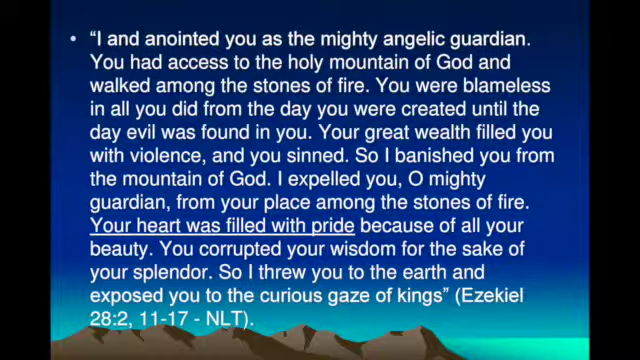 • “I and anointed you as the mighty angelic guardian.
You had access to the holy mountain of God and
walked among the stones of fire. You were blameless
in all you did from the day you were created until the
day evil was found in you. Your great wealth filled you
with violence, and you sinned. So I banished you from
the mountain of God. I expelled you, O mighty
guardian, from your place among the stones of fire.
Your heart was filled with pride because of all your
beauty. You corrupted your wisdom for the sake of
your splendor. So I threw you to the earth and
exposed you to the curious gaze of kings” (Ezekiel
28:2, 11-17 - NLT).